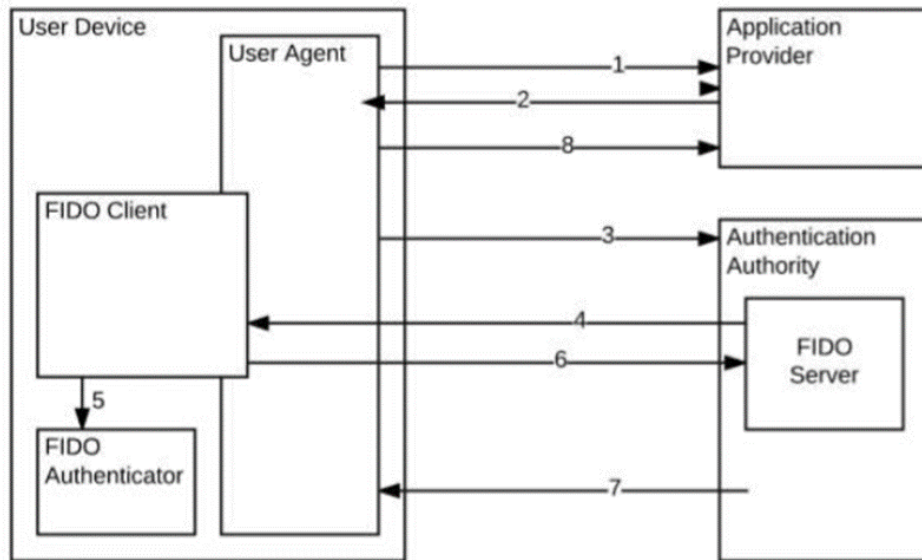 User Device
User Agent
Application
Provider
1
2
8
FIDO Client
3
Authentication
Authority
4
FIDO
Server
6
5
FIDO
Authenticator
7